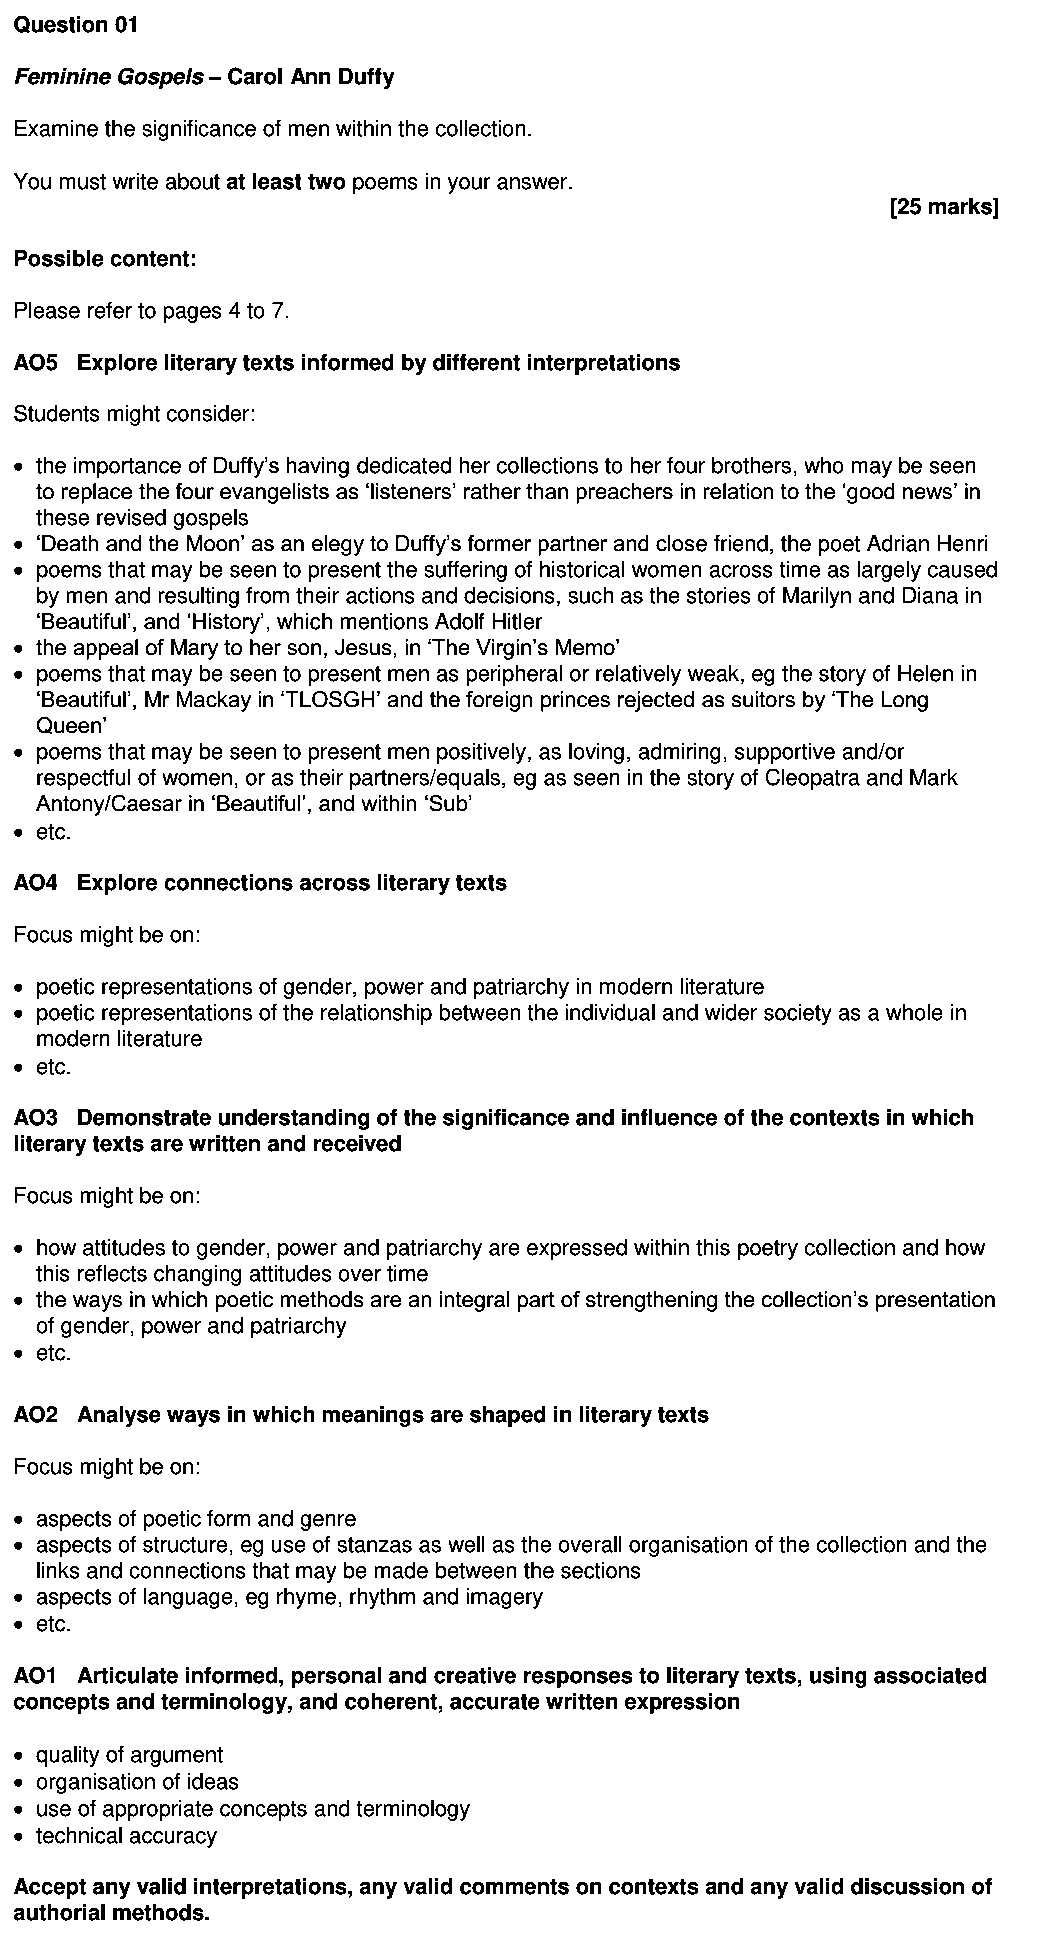 Question 01
Feminine Gospels – Carol Ann Duffy
Examine the significance of men within the collection.
You must write about at least two poems in your answer.
[25 marks]
Possible content:
Please refer to pages 4 to 7.
AO5 Explore literary texts informed by different interpretations
Students might consider:
• the importance of Duffy's having dedicated her collections to her four brothers, who may be seen
to replace the four evangelists as 'listeners' rather than preachers in relation to the 'good news' in
these revised gospels
• 'Death and the Moon' as an elegy to Duffy's former partner and close friend, the poet Adrian Henri
• poems that may be seen to present the suffering of historical women across time as largely caused
by men and resulting from their actions and decisions, such as the stories of Marilyn and Diana in
'Beautiful', and 'History', which mentions Adolf Hitler
• the appeal of Mary to her son, Jesus, in 'The Virgin's Memo'
• poems that may be seen to present men as peripheral or relatively weak, eg the story of Helen in
'Beautiful', Mr Mackay in 'TLOSGH' and the foreign princes rejected as suitors by 'The Long
Queen'
• poems that may be seen to present men positively, as loving, admiring, supportive and/or
respectful of women, or as their partners/equals, eg as seen in the story of Cleopatra and Mark
Antony/Caesar in 'Beautiful', and within 'Sub'
• etc.
AO4 Explore connections across literary texts
Focus might be on:
• poetic representations of gender, power and patriarchy in modern literature
• poetic representations of the relationship between the individual and wider society as a whole in
modern literature
• etc.
AO3 Demonstrate understanding of the significance and influence of the contexts in which
literary texts are written and received
Focus might be on:
• how attitudes to gender, power and patriarchy are expressed within this poetry collection and how
this reflects changing attitudes over time
• the ways in which poetic methods are an integral part of strengthening the collection's presentation
of gender, power and patriarchy
• etc.
AO2 Analyse ways in which meanings are shaped in literary texts
Focus might be on:
• aspects of poetic form and genre
• aspects of structure, eg use of stanzas as well as the overall organisation of the collection and the
links and connections that may be made between the sections
• aspects of language, eg rhyme, rhythm and imagery
• etc.
AO1 Articulate informed, personal and creative responses to literary texts, using associated
concepts and terminology, and coherent, accurate written expression
• quality of argument
• organisation of ideas
• use of appropriate concepts and terminology
• technical accuracy
Accept any valid interpretations, any valid comments on contexts and any valid discussion of
authorial methods.